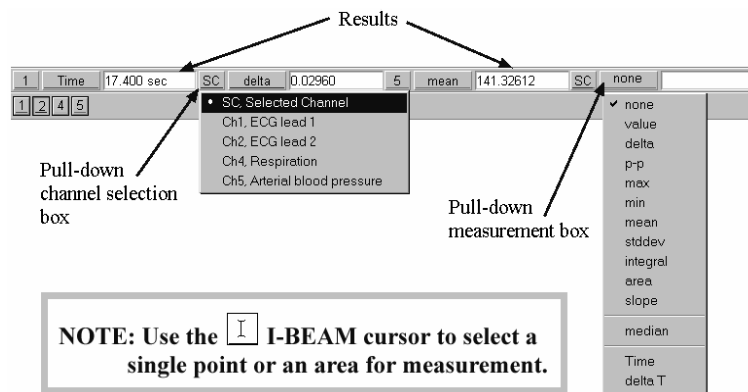 Results
1 Time 17.400 sec SC delta 0.02960 5 mean 141.32612 SC none
1 2 4 5
• SC, Selected Channel
Ch1, ECG lead 1
Ch2, ECG lead 2
Ch4, Respiration
Ch5, Arterial blood pressure
Pull-down
channel selection
box
Pull-down
measurement box
✓ none
value
delta
p-p
max
min
mean
stddev
integral
area
slope
median
Time
delta T
NOTE: Use the I-BEAM cursor to select a
single point or an area for measurement.